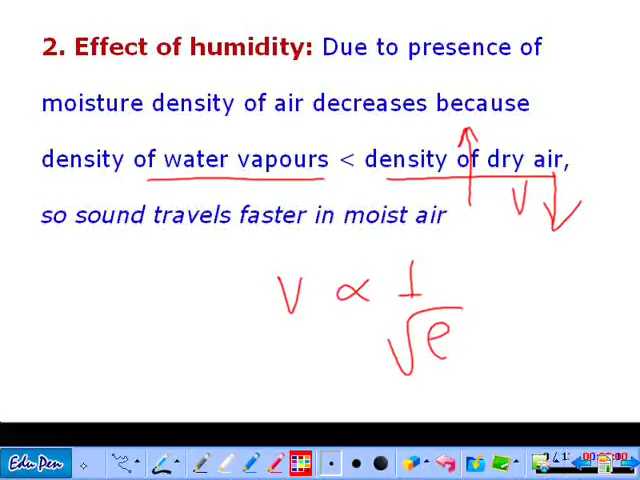 2. Effect of humidity: Due to presence of
moisture density of air decreases because
density of water vapours < density of dry air,
so sound travels faster in moist air
V
V ∝ 1
√ρ
Edu Pen